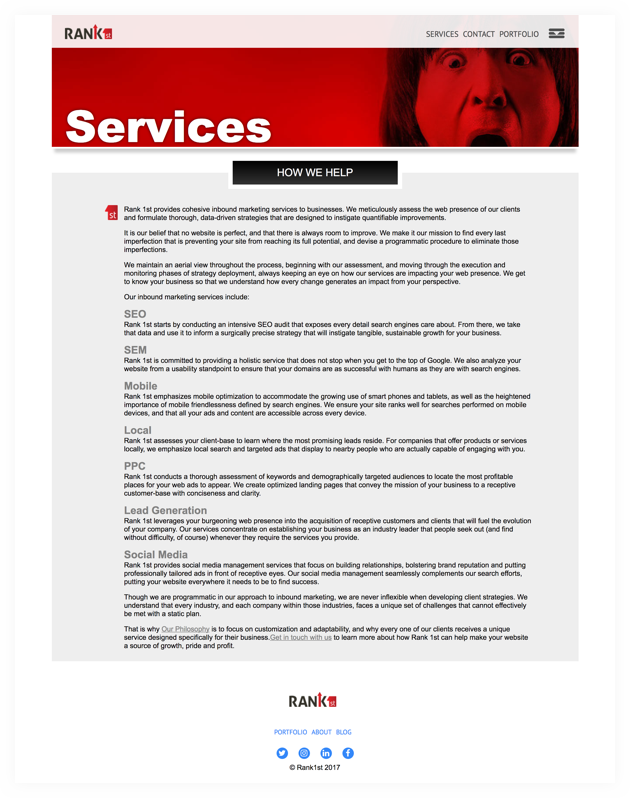 RANK1st
SERVICES CONTACT PORTFOLIO
Services
HOW WE HELP
1st
Rank 1st provides cohesive inbound marketing services to businesses. We meticulously assess the web presence of our clients
and formulate thorough, data-driven strategies that are designed to instigate quantifiable improvements.
It is our belief that no website is perfect, and that there is always room to improve. We make it our mission to find every last
imperfection that is preventing your site from reaching its full potential, and devise a programmatic procedure to eliminate those
imperfections.
We maintain an aerial view throughout the process, beginning with our assessment, and moving through the execution and
monitoring phases of strategy deployment, always keeping an eye on how our services are impacting your web presence. We get
to know your business so that we understand how every change generates an impact from your perspective.
Our inbound marketing services include:
SEO
Rank 1st starts by conducting an intensive SEO audit that exposes every detail search engines care about. From there, we take
that data and use it to inform a surgically precise strategy that will instigate tangible, sustainable growth for your business.
SEM
Rank 1st is committed to providing a holistic service that does not stop when you get to the top of Google. We also analyze your
website from a usability standpoint to ensure that your domains are as successful with humans as they are with search engines.
Mobile
Rank 1st emphasizes mobile optimization to accommodate the growing use of smart phones and tablets, as well as the heightened
importance of mobile friendlessness defined by search engines. We ensure your site ranks well for searches performed on mobile
devices, and that all your ads and content are accessible across every device.
Local
Rank 1st assesses your client-base to learn where the most promising leads reside. For companies that offer products or services
locally, we emphasize local search and targeted ads that display to nearby people who are actually capable of engaging with you.
PPC
Rank 1st conducts a thorough assessment of keywords and demographically targeted audiences to locate the most profitable
places for your ads to appear. We create optimized landing pages that convey the mission of your business to a receptive
customer-base with conciseness and clarity.
Lead Generation
Rank 1st leverages your burgeoning web presence into the acquisition of receptive customers and clients that will fuel the evolution
of your company. Our services concentrate on establishing your business as an industry leader that people seek out (and find
without difficulty, of course) whenever they require the services you provide.
Social Media
Rank 1st provides social media management services that focus on building relationships, bolstering brand reputation and putting
professionally tailored ads in front of receptive eyes. Our social media management seamlessly complements our search efforts,
putting your website everywhere it needs to be to find success.
Though we are programmatic in our approach to inbound marketing, we are never inflexible when developing client strategies. We
understand that every industry, and each company within those industries, faces a unique set of challenges that cannot effectively
be met with a static plan.
That is why Our Philosophy is to focus on customization and adaptability, and why every one of our clients receives a unique
service designed specifically for their business.Get in touch with us to learn more about how Rank 1st can help make your website
a source of growth, pride and profit.
RANK1st
PORTFOLIO ABOUT BLOG
© Rank1st 2017